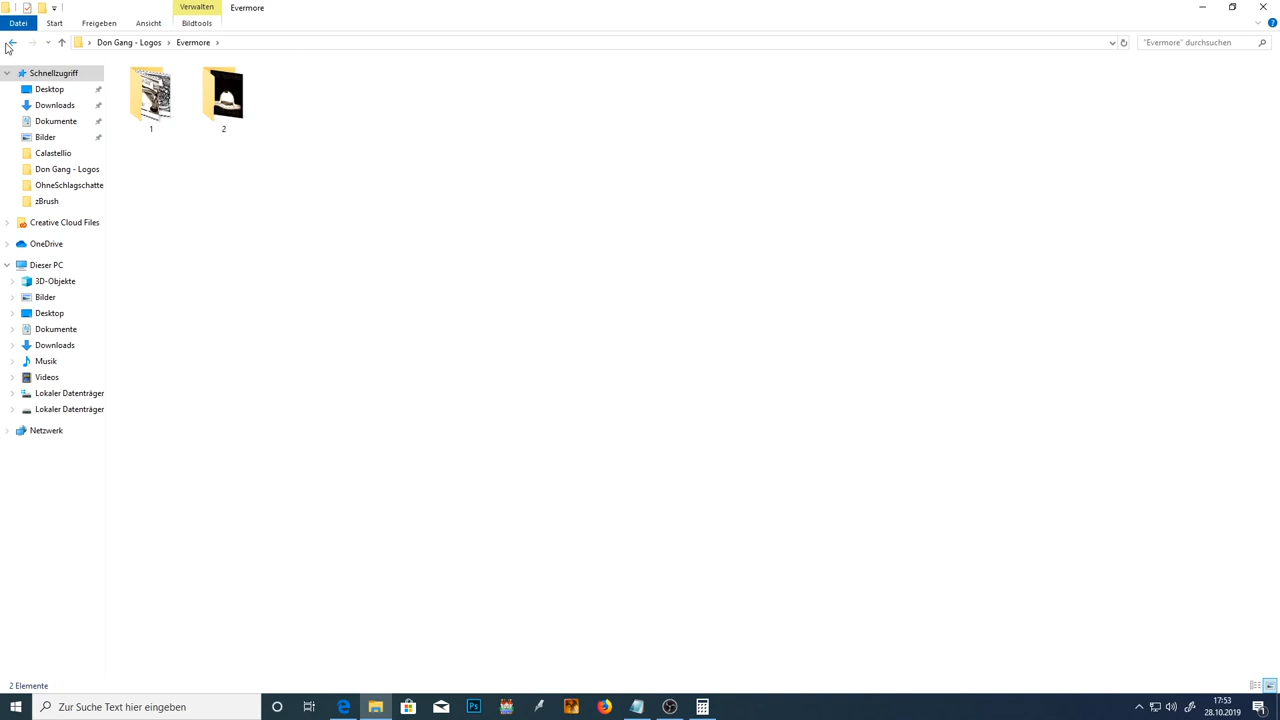 Verwalten
Evermore
Datei
Start
Freigeben
Ansicht
Bildtools
Don Gang - Logos
Evermore
"Evermore" durchsuchen
Schnellzugriff
Desktop
Downloads
Dokumente
Bilder
Calastellio
Don Gang - Logos
OhneSchlagschatte
zBrush
Creative Cloud Files
OneDrive
Dieser PC
3D-Objekte
Bilder
Desktop
Dokumente
Downloads
Musik
Videos
Lokaler Datenträger
Lokaler Datenträger
Netzwerk
1
2
2 Elemente
Zur Suche Text hier eingeben
Ps
17:53
28.10.2019